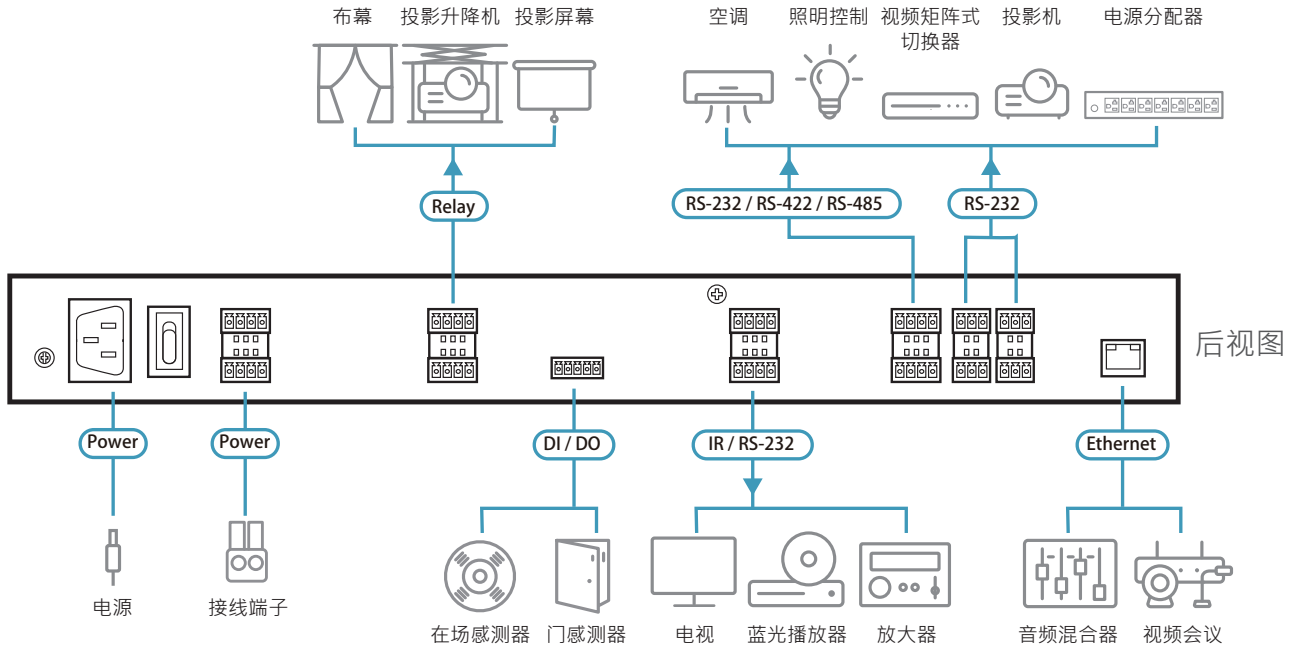 布幕
投影升降机
投影屏幕
空调
照明控制
视频矩阵式
切换器
投影机
电源分配器
Relay
RS-232 / RS-422 / RS-485
RS-232
后视图
Power
Power
DI / DO
IR / RS-232
Ethernet
电源
接线端子
在场感测器
门感测器
电视
蓝光播放器
放大器
音频混合器
视频会议